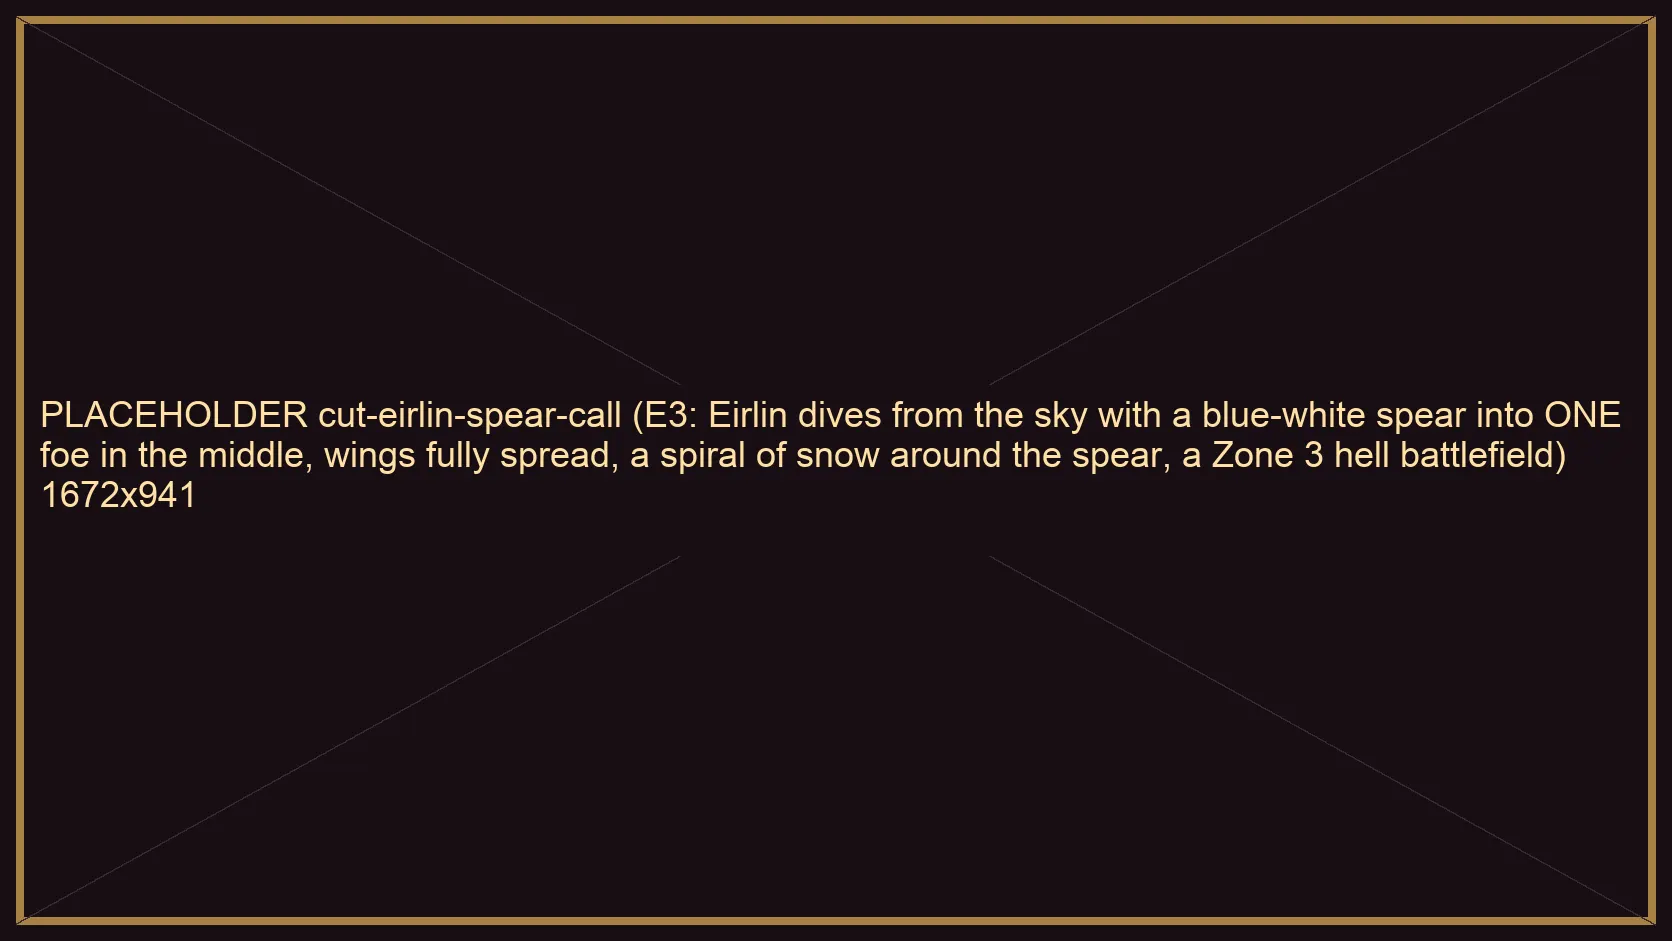 PLACEHOLDER cut-eirlin-spear-call (E3: Eirlin dives from the sky with a blue-white spear into ONE
foe in the middle, wings fully spread, a spiral of snow around the spear, a Zone 3 hell battlefield)
1672x941